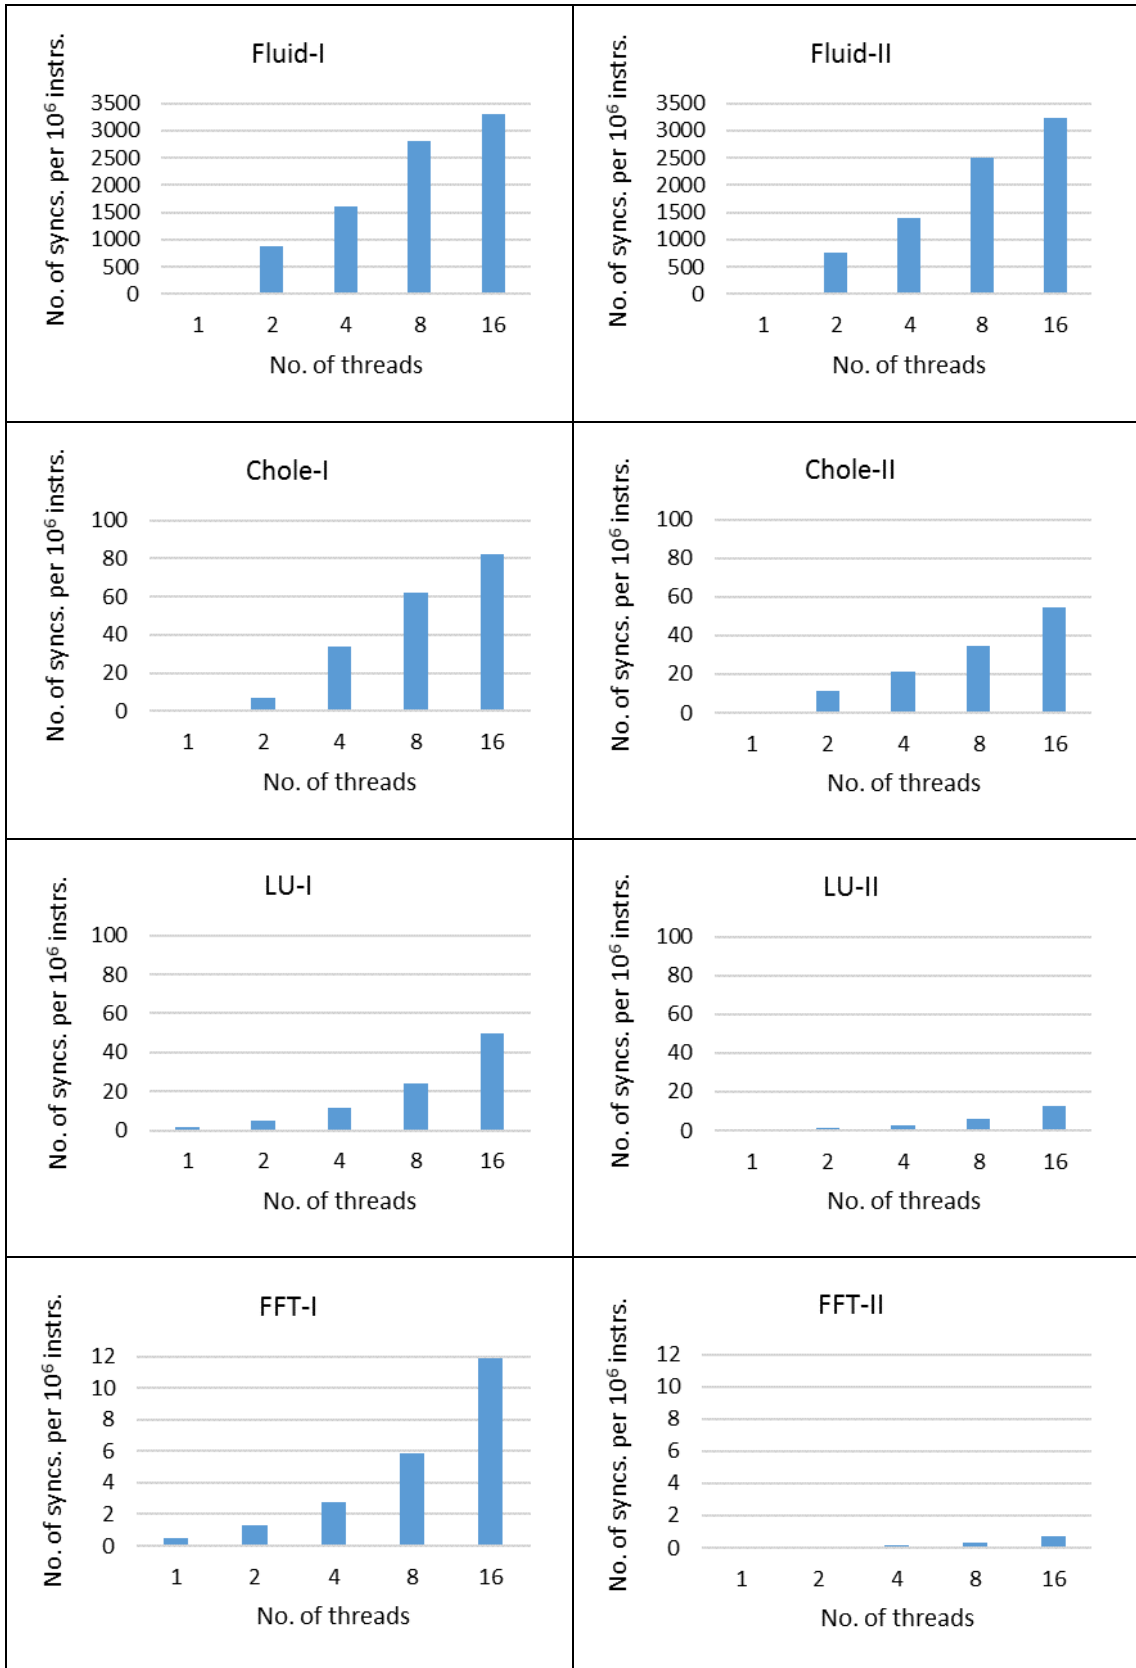 Fluid-I
No. of syncs. per 10⁶ instrs.
3500
3000
2500
2000
1500
1000
500
0
1 2 4 8 16
No. of threads
Fluid-II
No. of syncs. per 10⁶ instrs.
3500
3000
2500
2000
1500
1000
500
0
1 2 4 8 16
No. of threads
Chole-I
No. of syncs. per 10⁶ instrs.
100
80
60
40
20
0
1 2 4 8 16
No. of threads
Chole-II
No. of syncs. per 10⁶ instrs.
100
80
60
40
20
0
1 2 4 8 16
No. of threads
LU-I
No. of syncs. per 10⁶ instrs.
100
80
60
40
20
0
1 2 4 8 16
No. of threads
LU-II
No. of syncs. per 10⁶ instrs.
100
80
60
40
20
0
1 2 4 8 16
No. of threads
FFT-I
No. of syncs. per 10⁶ instrs.
12
10
8
6
4
2
0
1 2 4 8 16
No. of threads
FFT-II
No. of syncs. per 10⁶ instrs.
12
10
8
6
4
2
0
1 2 4 8 16
No. of threads